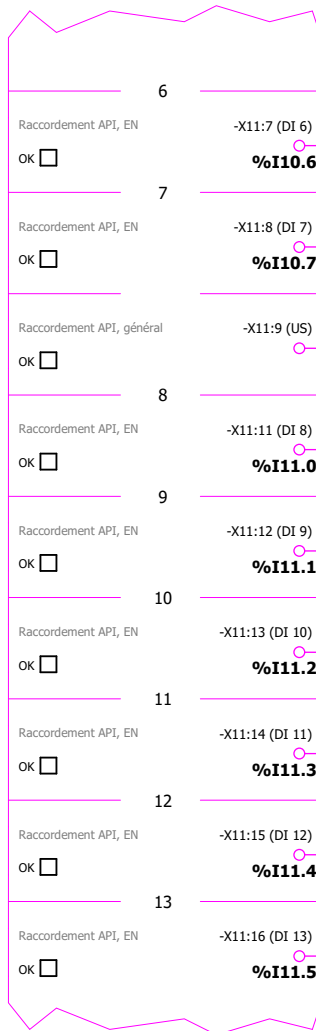 6
Raccordement API, EN -X11:7 (DI 6)
OK %I10.6
7
Raccordement API, EN -X11:8 (DI 7)
OK %I10.7
Raccordement API, général -X11:9 (US)
OK
8
Raccordement API, EN -X11:11 (DI 8)
OK %I11.0
9
Raccordement API, EN -X11:12 (DI 9)
OK %I11.1
10
Raccordement API, EN -X11:13 (DI 10)
OK %I11.2
11
Raccordement API, EN -X11:14 (DI 11)
OK %I11.3
12
Raccordement API, EN -X11:15 (DI 12)
OK %I11.4
13
Raccordement API, EN -X11:16 (DI 13)
OK %I11.5